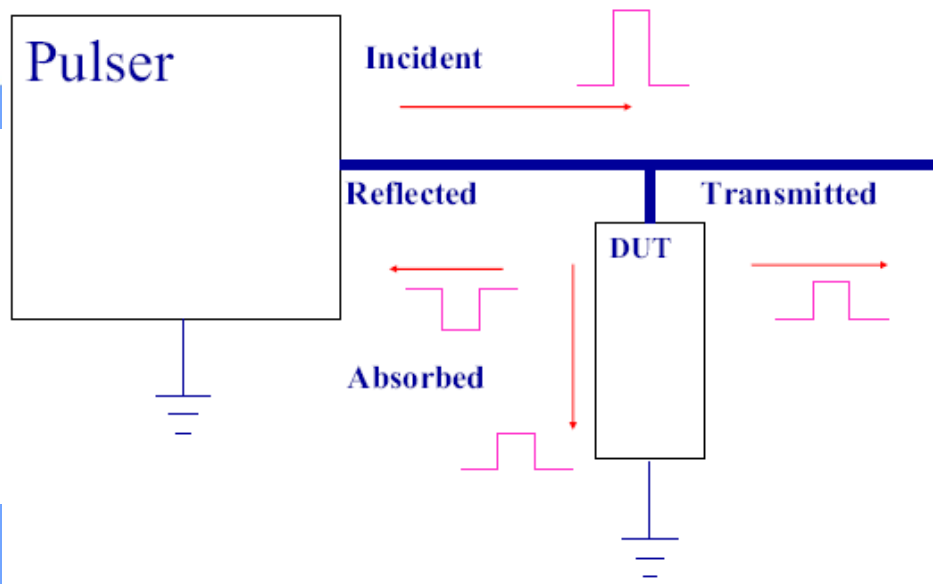 Pulser
Incident
Reflected
Transmitted
DUT
Absorbed